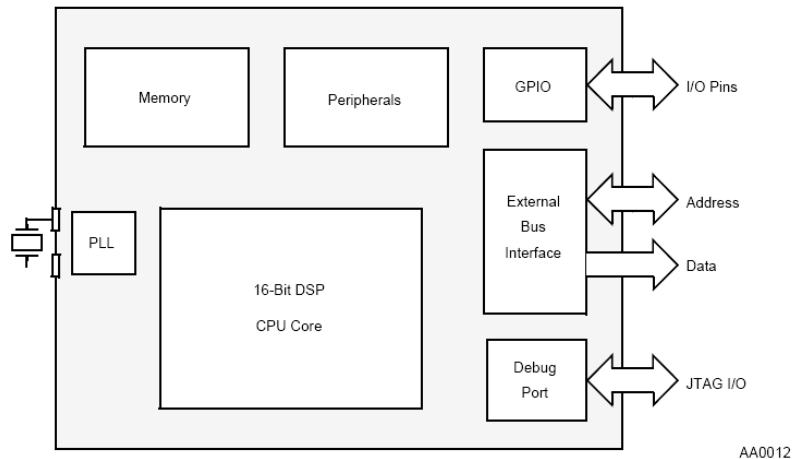 Memory
Peripherals
GPIO
I/O Pins
External
Bus
Interface
Address
Data
PLL
16-Bit DSP
CPU Core
Debug
Port
JTAG I/O
AA0012